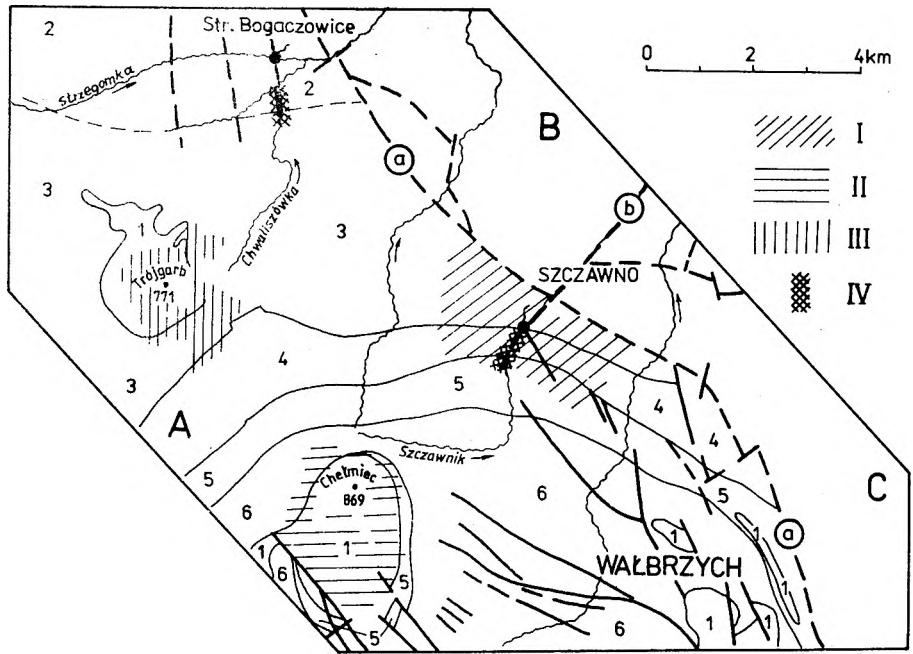 2
Str. Bogaczowice
0 2 4km
Strzegomka
2
B
I
a
II
3
b
1
Chwaliszówka
3
III
SZCZAWNO
Trójgarb
771
IV
4
3
5
4
A
4
Szczawnik
5
Chełmiec
869
5
C
6
6
1
1
a
1
6
WAŁBRZYCH
5
1
5
6
1
1